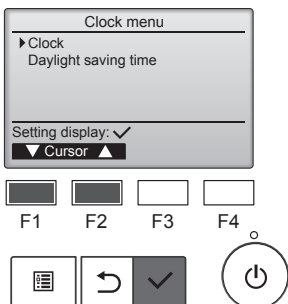 Clock menu
Clock
Daylight saving time
Setting display:
Cursor
F1 F2 F3 F4